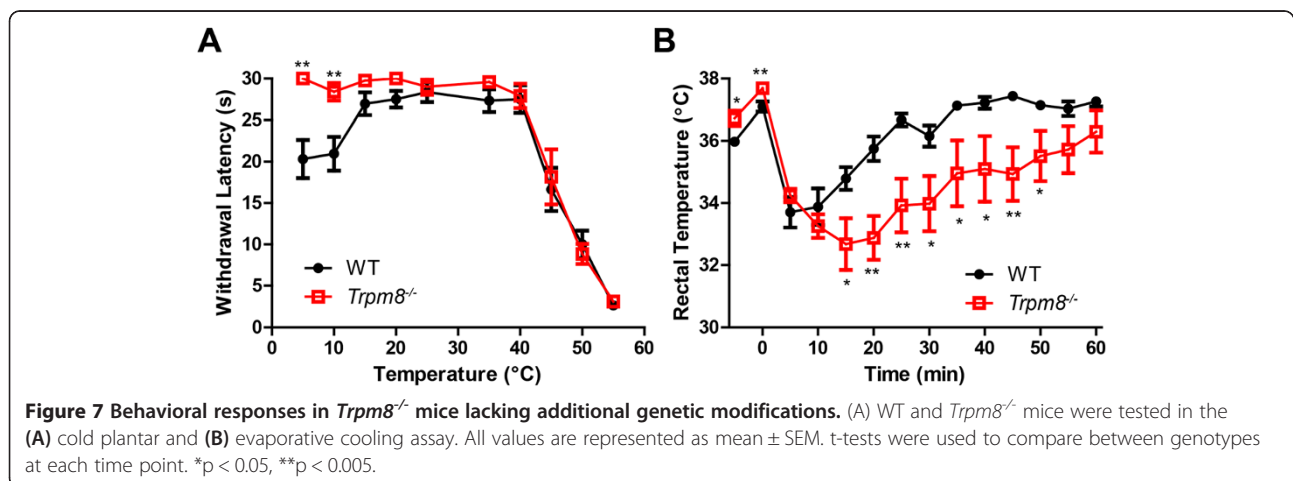 A
B
** **
30
25
20
15
10
5
0
Withdrawal Latency (s)
WT
Trpm8-/-
0 10 20 30 40 50 60
Temperature (°C)
38
36
34
32
30
Rectal Temperature (°C)
* **
* ** ** * * * ** *
WT
Trpm8-/-
0 10 20 30 40 50 60
Time (min)
Figure 7 Behavioral responses in Trpm8-/- mice lacking additional genetic modifications. (A) WT and Trpm8-/- mice were tested in the
(A) cold plantar and (B) evaporative cooling assay. All values are represented as mean ± SEM. t-tests were used to compare between genotypes
at each time point. *p < 0.05, **p < 0.005.